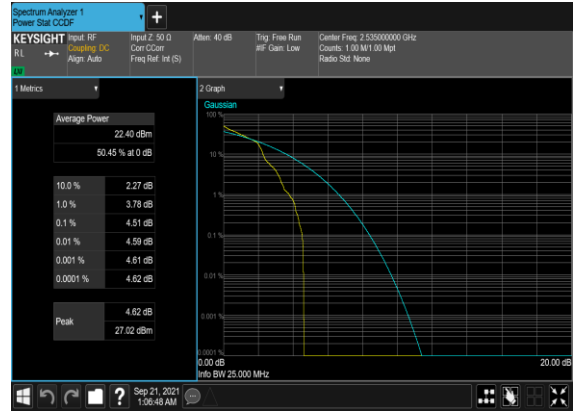 Spectrum Analyzer 1
Power Stat CCDF
KEYSIGHT
R L
LXI
Input: RF
Coupling: DC
Align: Auto
Input Z: 50 Ω
Corr CCorr
Freq Ref: Int (S)
Atten: 40 dB
Trig: Free Run
#IF Gain: Low
Center Freq: 2.535000000 GHz
Counts: 1.00 M/1.00 Mpt
Radio Std: None
1 Metrics
Average Power
22.40 dBm
50.45 % at 0 dB
10.0 % 2.27 dB
1.0 % 3.78 dB
0.1 % 4.51 dB
0.01 % 4.59 dB
0.001 % 4.61 dB
0.0001 % 4.62 dB
Peak
4.62 dB
27.02 dBm
2 Graph
Gaussian
100 %
10 %
1 %
0.1 %
0.01 %
0.001 %
0.0001 %
0.00 dB
20.00 dB
Info BW 25.000 MHz
Sep 21, 2021
1:06:48 AM